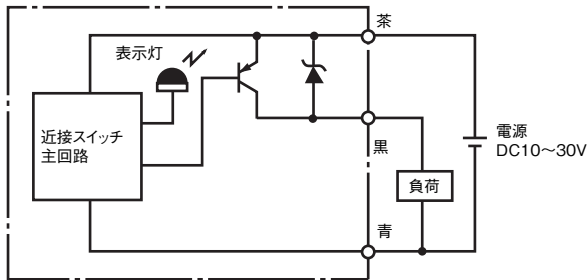 茶
表示灯
近接スイッチ
主回路
黒
電源
DC10～30V
負荷
青